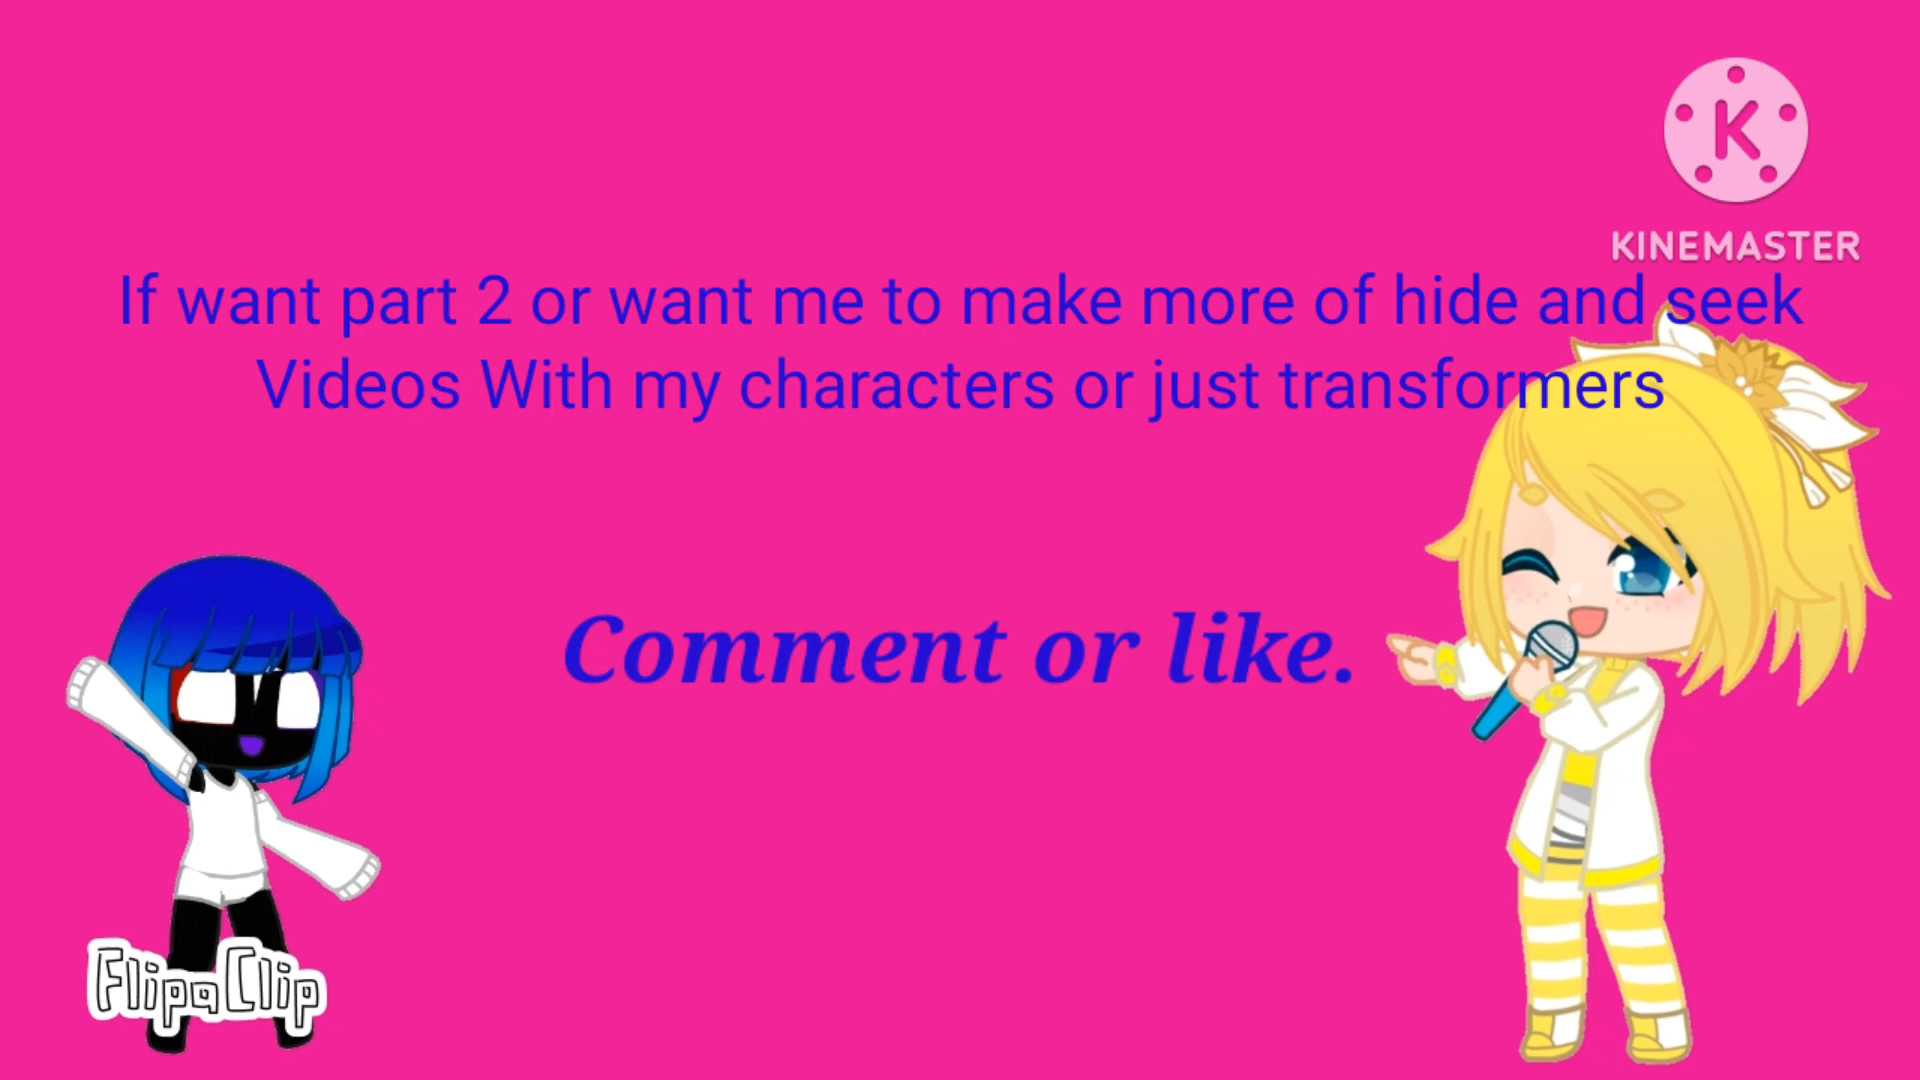 K
KINEMASTER
If want part 2 or want me to make more of hide and seek
Videos With my characters or just transformers
Comment or like.
FlipaClip